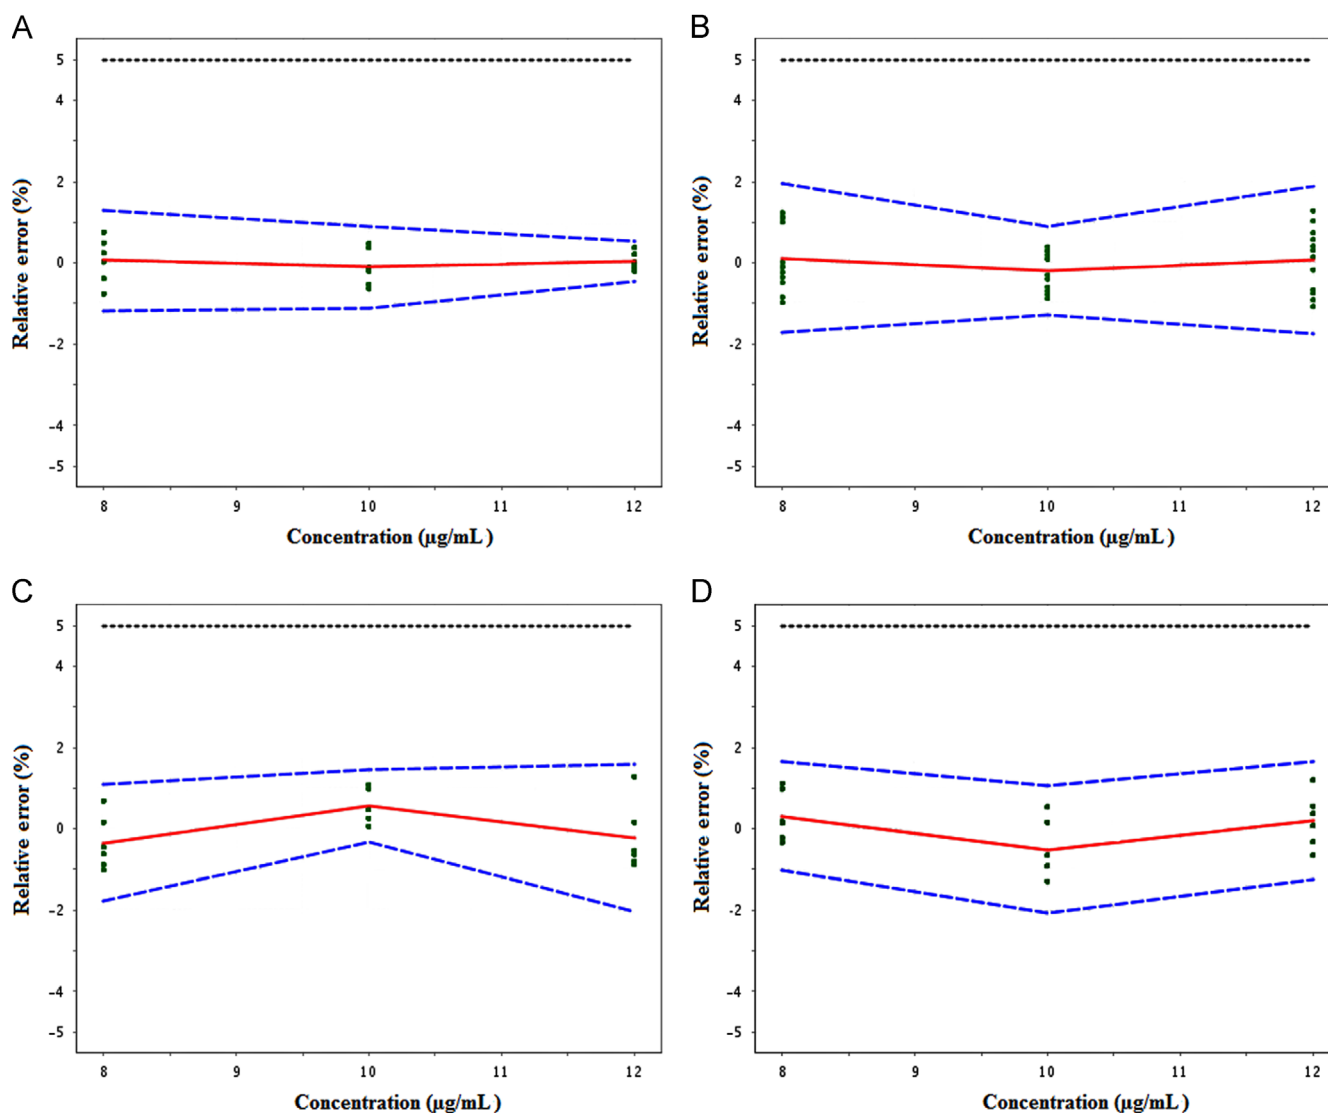 A
5
4
2
0
-2
-4
-5
Relative error (%)
8 9 10 11 12
Concentration (µg/mL )
B
5
4
2
0
-2
-4
-5
Relative error (%)
8 9 10 11 12
Concentration (µg/mL )
C
5
4
2
0
-2
-4
-5
Relative error (%)
8 9 10 11 12
Concentration (µg/mL )
D
5
4
2
0
-2
-4
-5
Relative error (%)
8 9 10 11 12
Concentration (µg/mL )